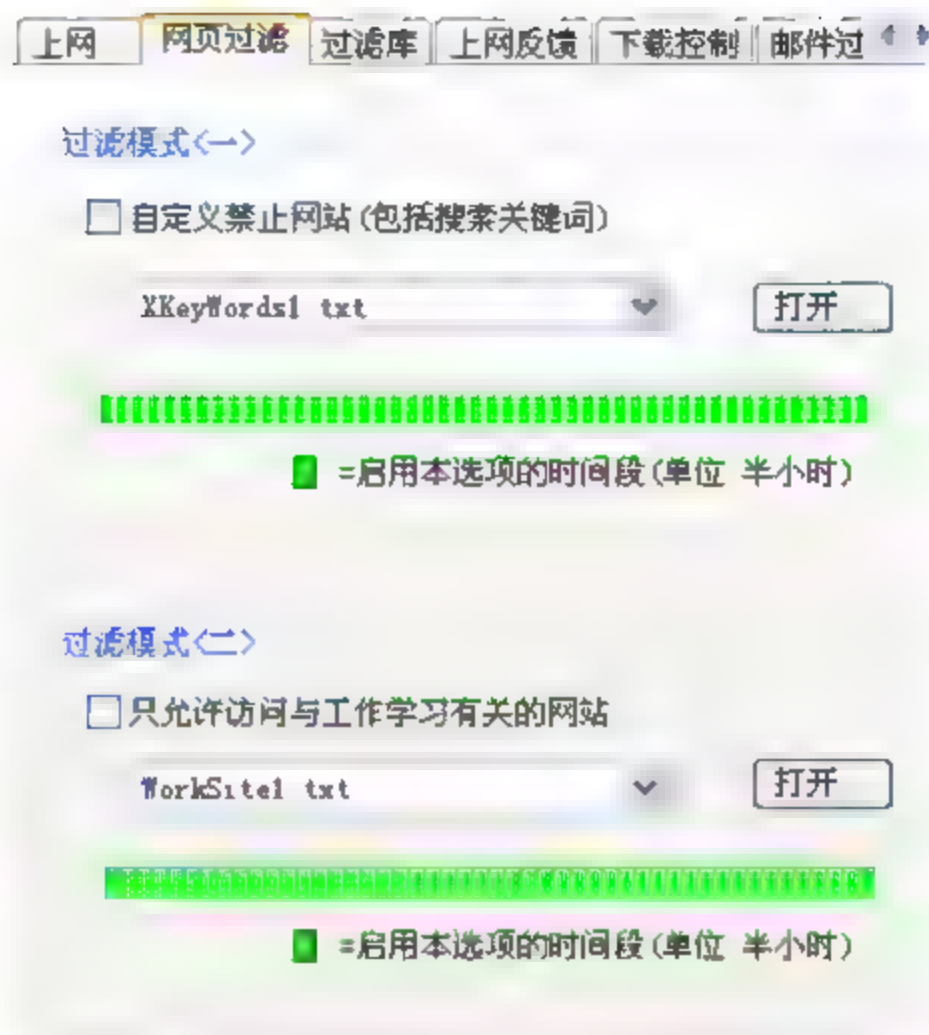 上网 网页过滤 过滤库 上网反馈 下载控制 邮件过
过滤模式<一>
自定义禁止网站(包括搜索关键词)
XKeyWords1 txt 打开
=启用本选项的时间段(单位 半小时)
过滤模式<二>
只允许访问与工作学习有关的网站
WorkSite1 txt 打开
=启用本选项的时间段(单位 半小时)